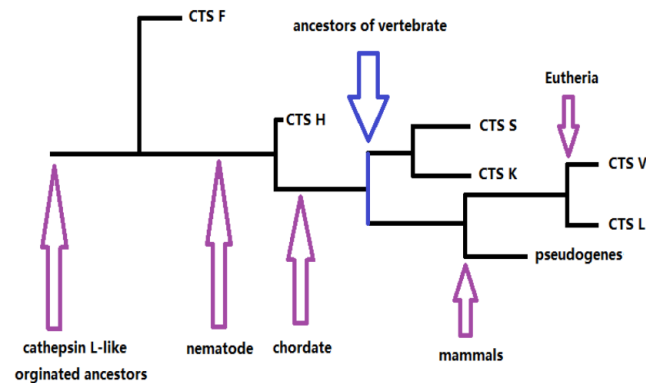 CTS F
ancestors of vertebrate
Eutheria
CTS H
CTS S
CTS V
CTS K
CTS L
pseudogenes
cathepsin L-like
orginated ancestors
nematode
chordate
mammals